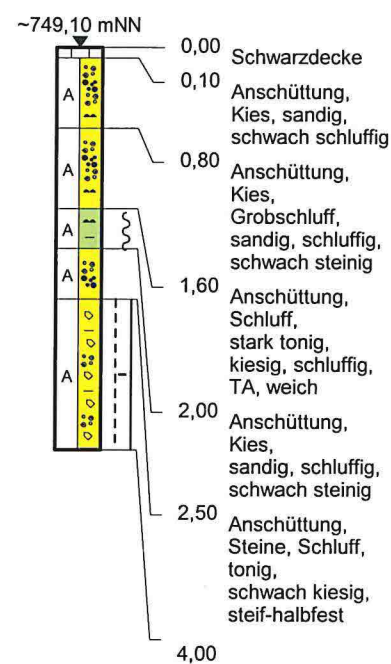 ~749,10 mNN
0,00
Schwarzdecke
0,10
Anschüttung,
Kies, sandig,
schwach schluffig
0,80
Anschüttung,
Kies,
Grobschluff,
sandig, schluffig,
schwach steinig
1,60
Anschüttung,
Schluff,
stark tonig,
kiesig, schluffig,
TA, weich
2,00
Anschüttung,
Kies,
sandig, schluffig,
schwach steinig
2,50
Anschüttung,
Steine, Schluff,
tonig,
schwach kiesig,
steif-halbfest
4,00
A
A
A
A
A